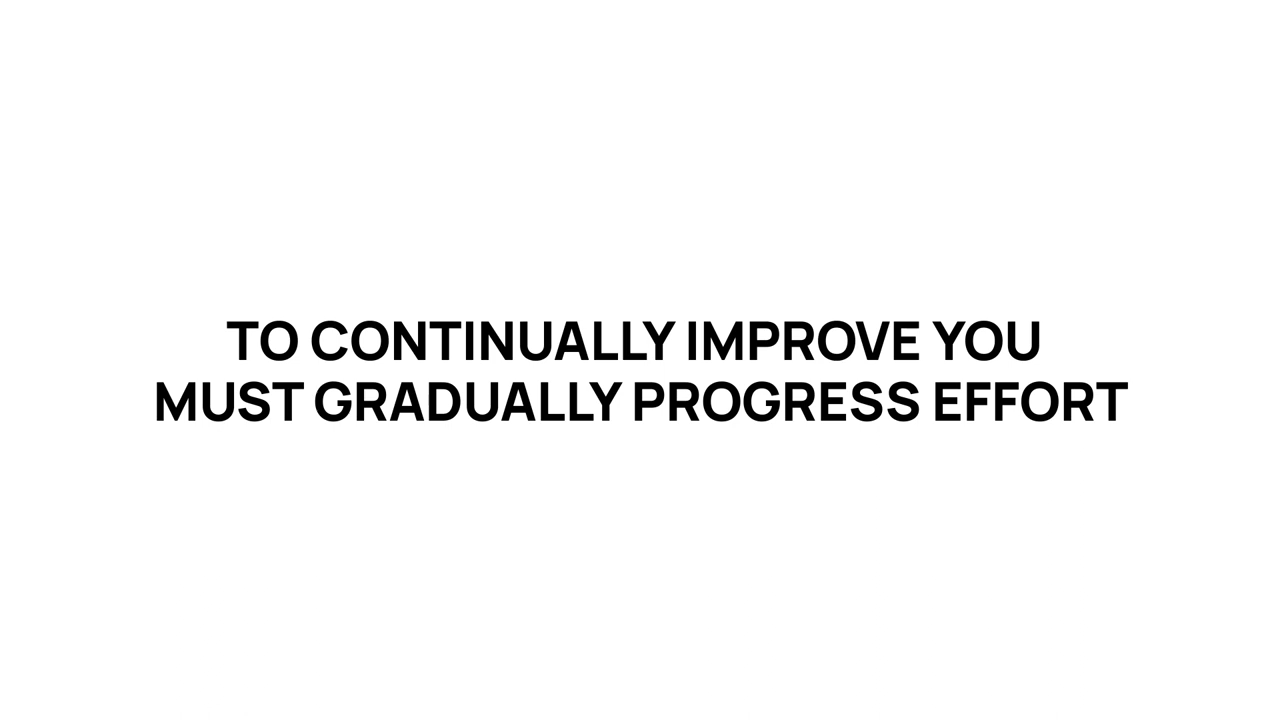 TO CONTINUALLY IMPROVE YOU
MUST GRADUALLY PROGRESS EFFORT